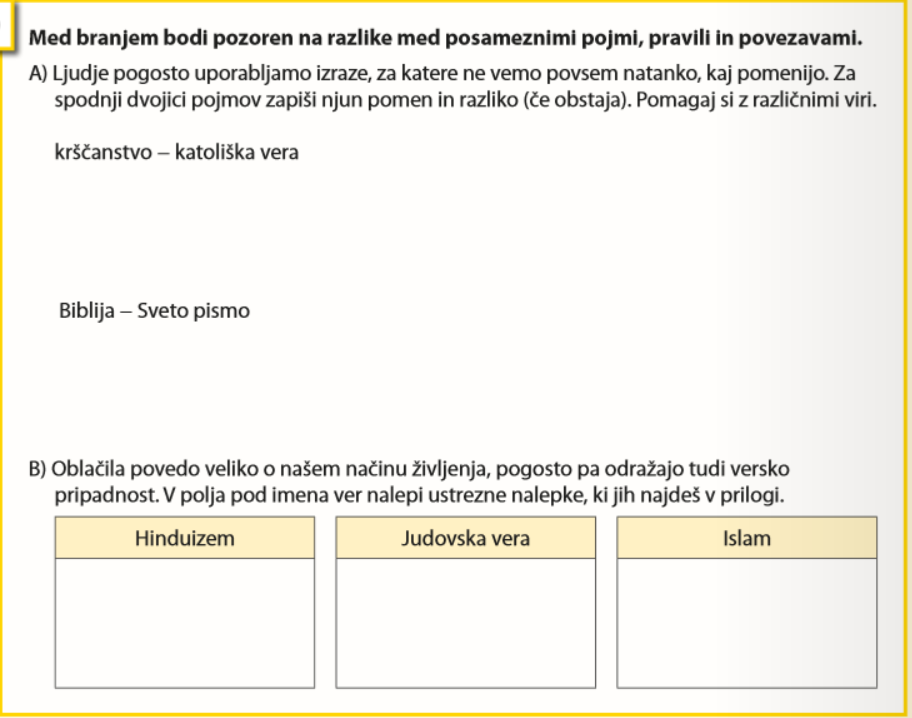 Med branjem bodi pozoren na razlike med posameznimi pojmi, pravili in povezavami.
A) Ljudje pogosto uporabljamo izraze, za katere ne vemo povsem natanko, kaj pomenijo. Za
spodnji dvojici pojmov zapiši njun pomen in razliko (če obstaja). Pomagaj si z različnimi viri.
krščanstvo – katoliška vera
Biblija – Sveto pismo
B) Oblačila povedo veliko o našem načinu življenja, pogosto pa odražajo tudi versko
pripadnost. V polja pod imena ver nalepi ustrezne nalepke, ki jih najdeš v prilogi.
Hinduizem
Judovska vera
Islam